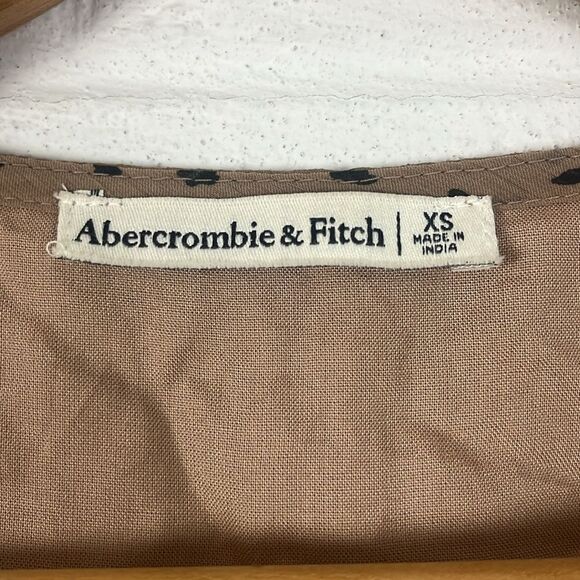 Abercrombie & Fitch | XS
MADE IN
INDIA